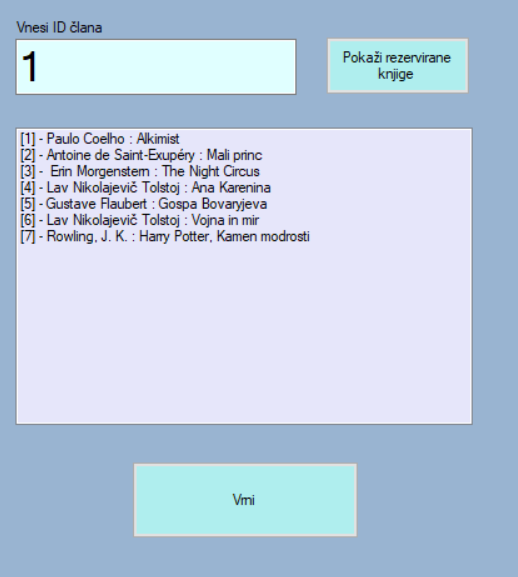 Vnesi ID člana
1
Pokaži rezervirane
knjige
[1] - Paulo Coelho : Alkimist
[2] - Antoine de Saint-Exupéry : Mali princ
[3] -  Erin Morgenstern : The Night Circus
[4] - Lav Nikolajevič Tolstoj : Ana Karenina
[5] - Gustave Flaubert : Gospa Bovaryjeva
[6] - Lav Nikolajevič Tolstoj : Vojna in mir
[7] - Rowling, J. K. : Harry Potter, Kamen modrosti
Vrni